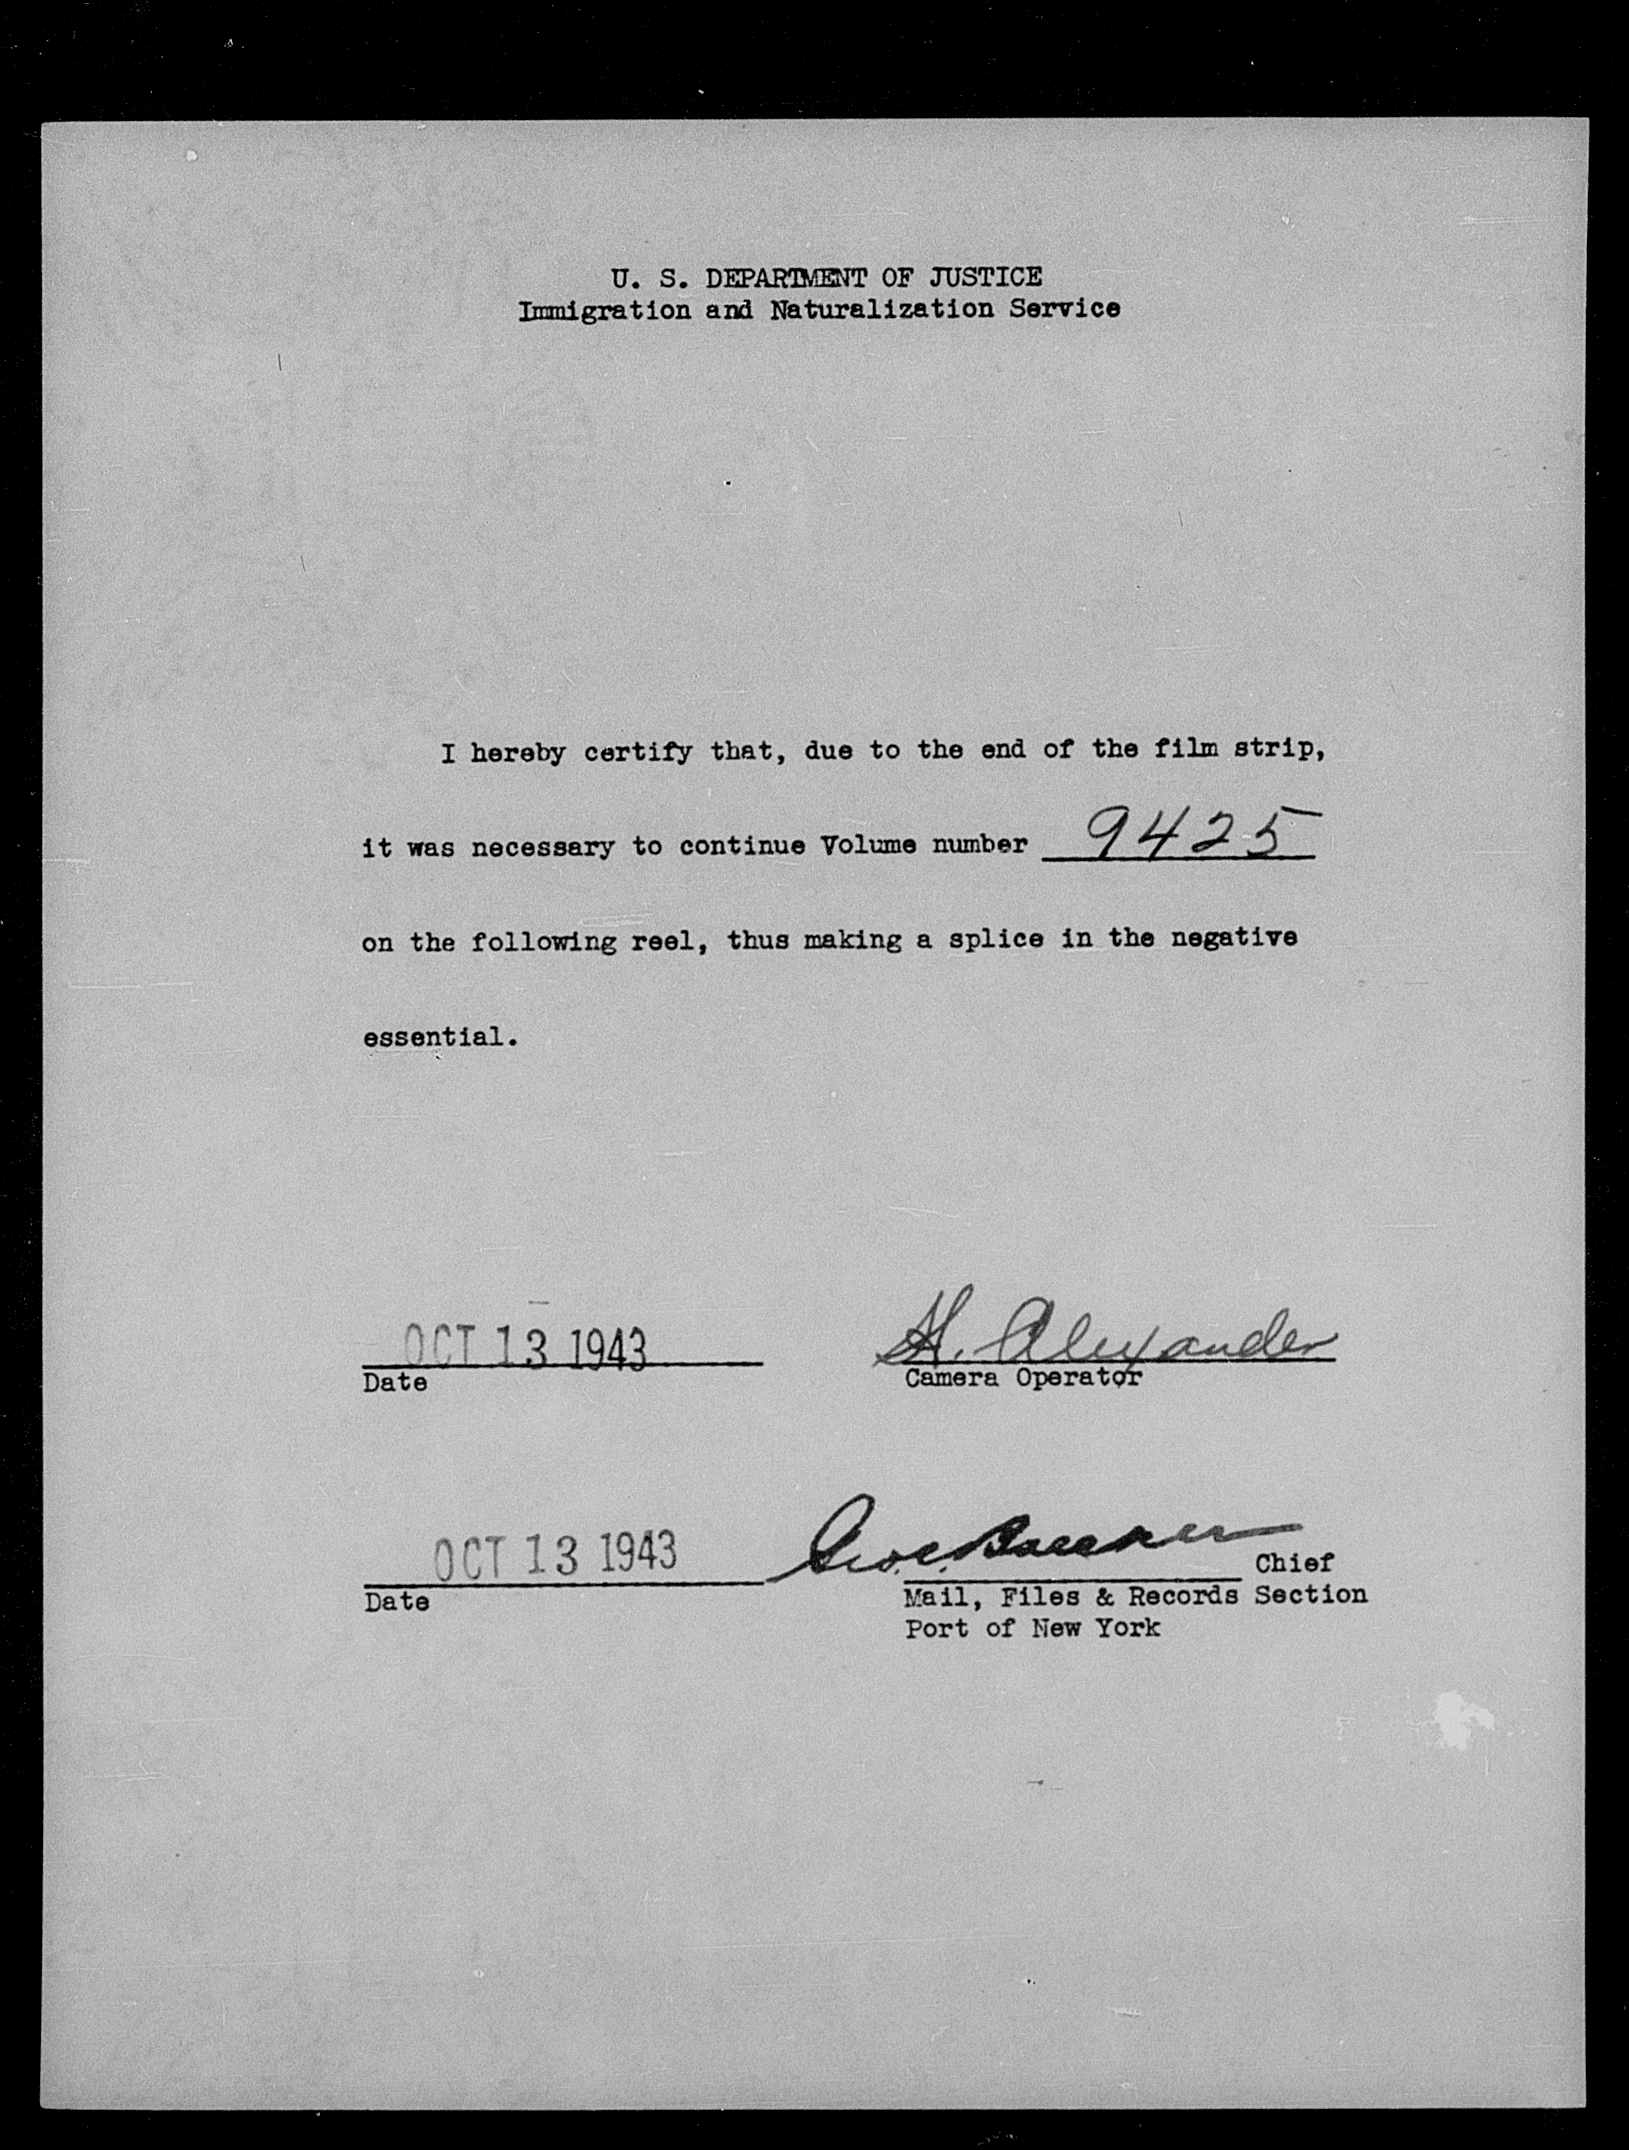 U. S. DEPARTMENT OF JUSTICE
Immigration and Naturalization Service
I hereby certify that, due to the end of the film strip,
it was necessary to continue Volume number 9425
on the following reel, thus making a splice in the negative
essential.
OCT 13 1943
Date
H. Alexander
Camera Operator
OCT 13 1943
Date
Chief
Mail, Files & Records Section
Port of New York